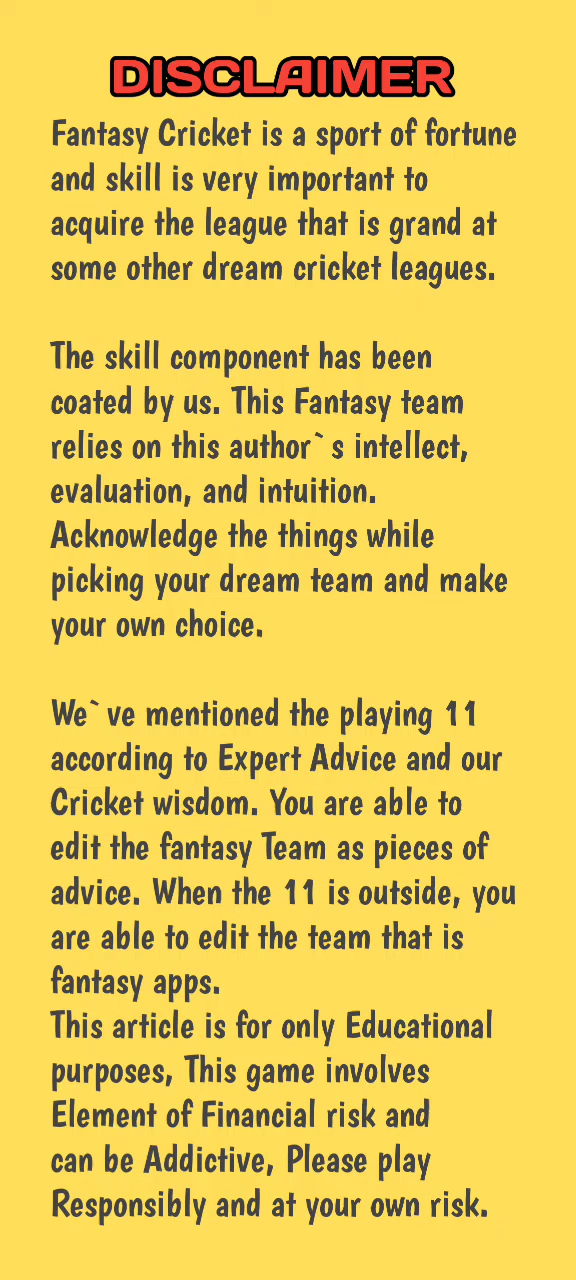 DISCLAIMER
Fantasy Cricket is a sport of fortune
and skill is very important to
acquire the league that is grand at
some other dream cricket leagues.
The skill component has been
coated by us. This Fantasy team
relies on this author`s intellect,
evaluation, and intuition.
Acknowledge the things while
picking your dream team and make
your own choice.
We`ve mentioned the playing 11
according to Expert Advice and our
Cricket wisdom. You are able to
edit the fantasy Team as pieces of
advice. When the 11 is outside, you
are able to edit the team that is
fantasy apps.
This article is for only Educational
purposes, This game involves
Element of Financial risk and
can be Addictive, Please play
Responsibly and at your own risk.